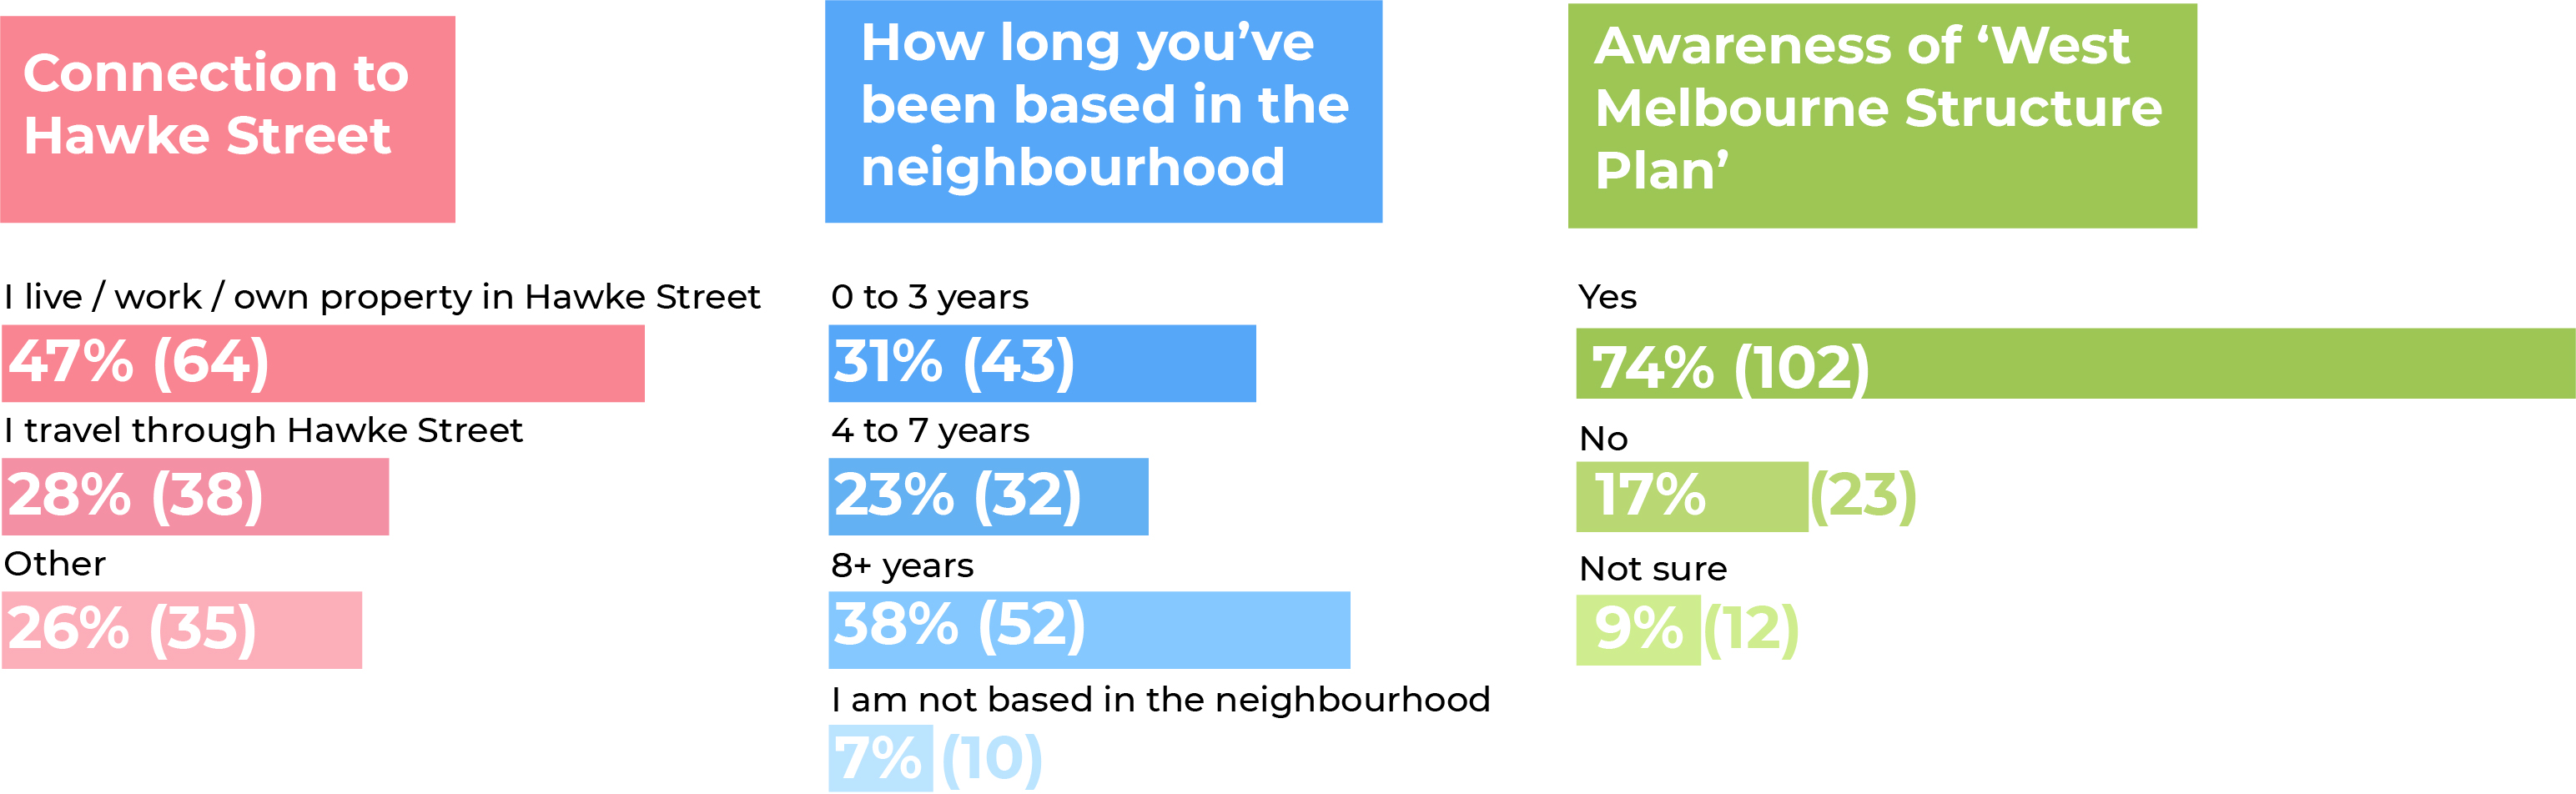 Connection to
Hawke Street
I live / work / own property in Hawke Street
47% (64)
I travel through Hawke Street
28% (38)
Other
26% (35)
How long you’ve
been based in the
neighbourhood
0 to 3 years
31% (43)
4 to 7 years
23% (32)
8+ years
38% (52)
I am not based in the neighbourhood
7% (10)
Awareness of ‘West
Melbourne Structure
Plan’
Yes
74% (102)
No
17% (23)
Not sure
9% (12)